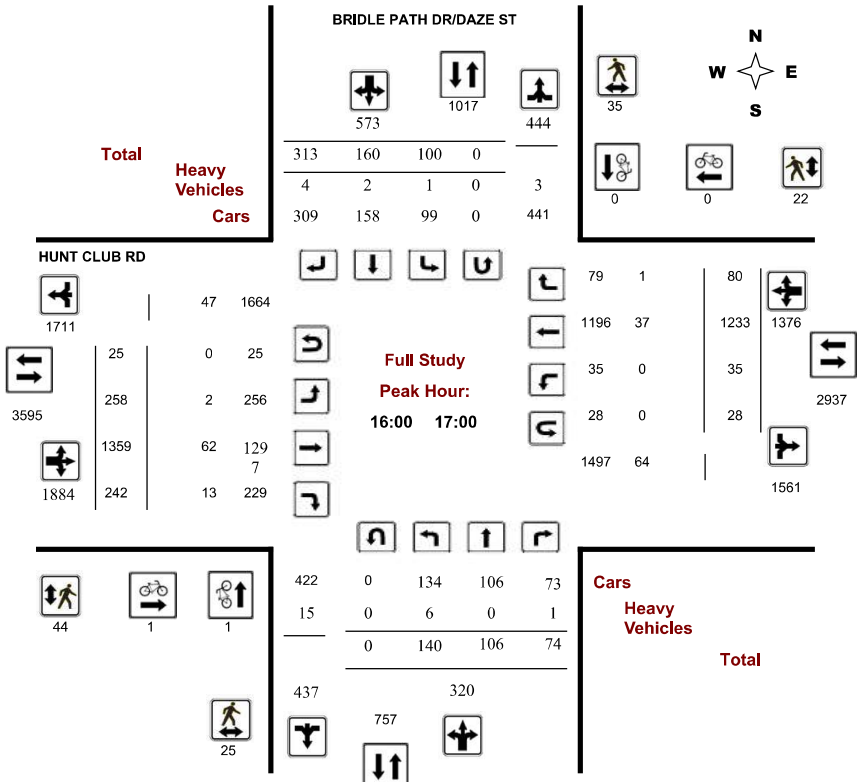 BRIDLE PATH DR/DAZE ST
N
W E
S
1017
35
573 444
Total
313 160 100 0
Heavy
Vehicles
4 2 1 0 3
0 0 22
Cars
309 158 99 0 441
HUNT CLUB RD
79 1 80
47 1664
1711
1196 37 1233 1376
25 0 25
Full Study
35 0 35
Peak Hour:
3595
258 2 256
2937
16:00 17:00
28 0 28
1359 62 129
7
1497 64
1561
1884 242 13 229
422 0 134 106 73
Cars
15 0 6 0 1
Heavy
Vehicles
44 1 1
0 140 106 74
Total
437 320
757
25